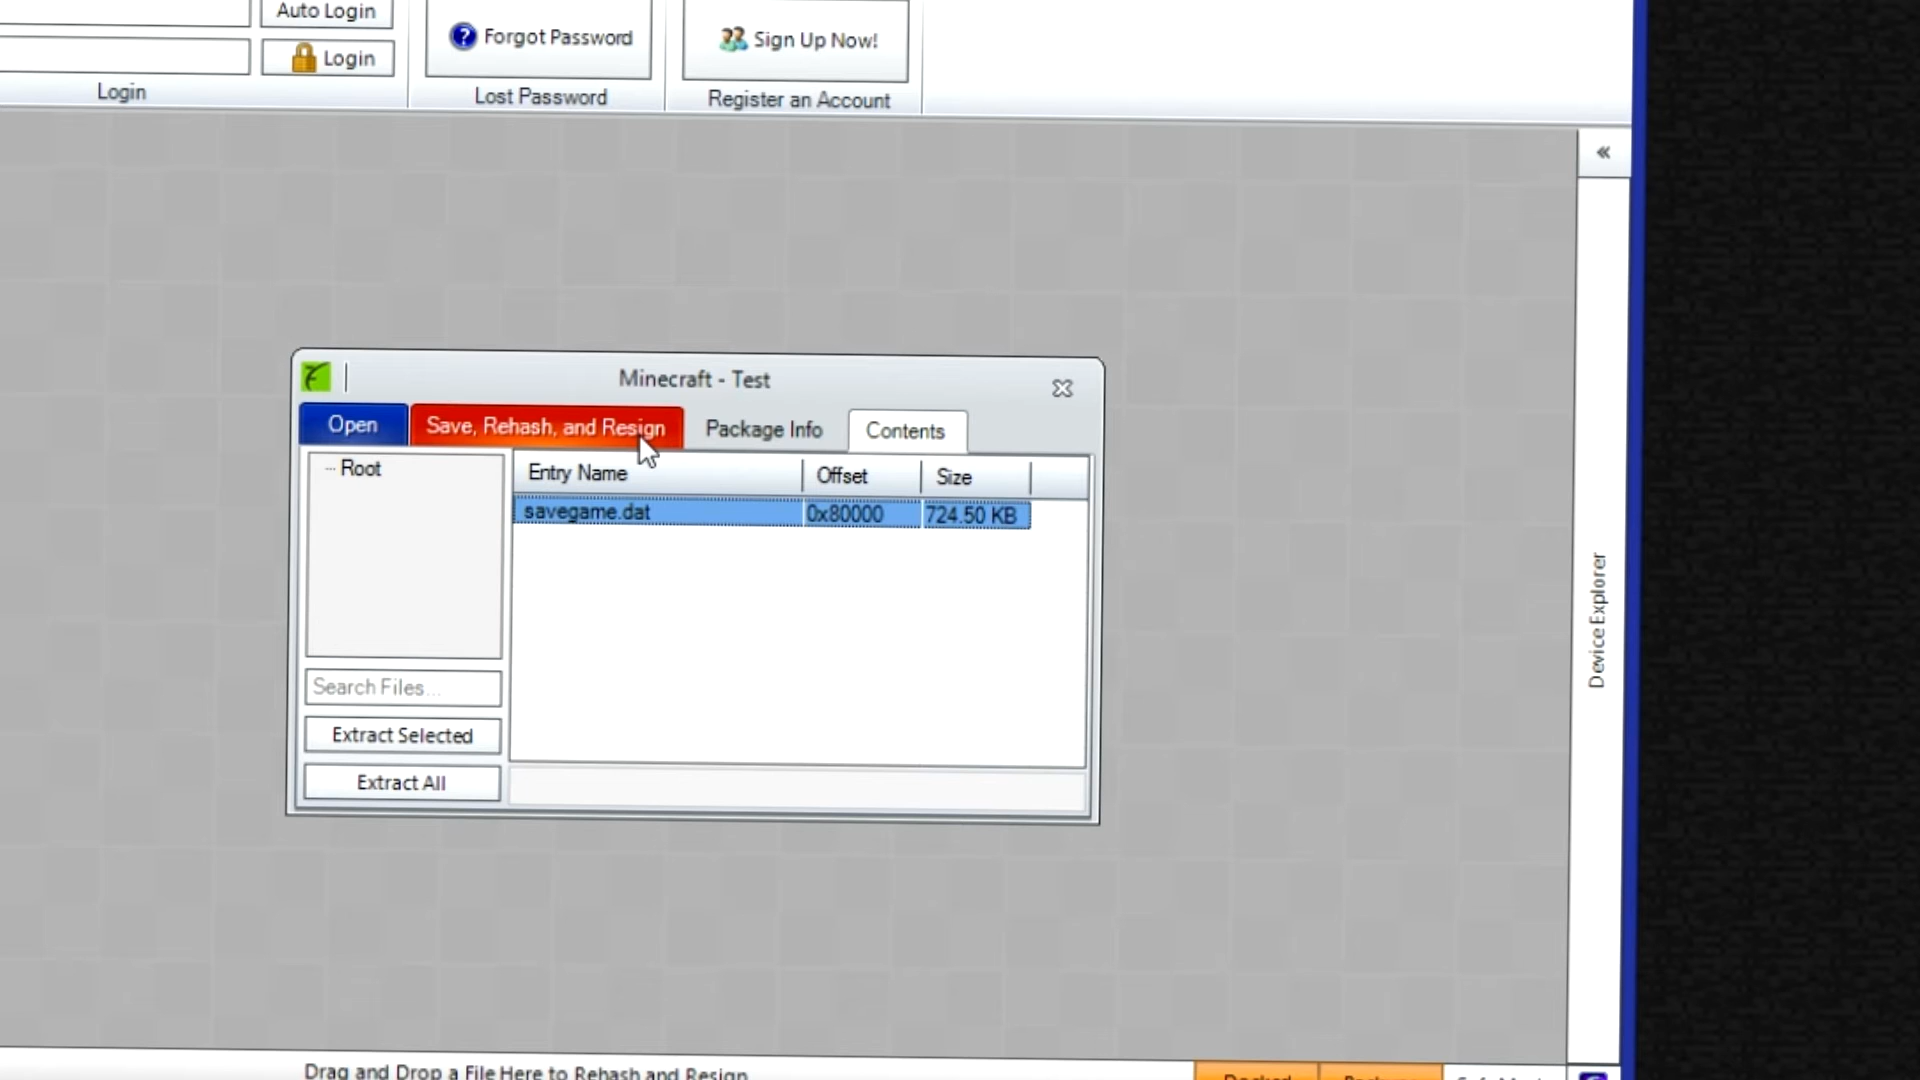 Auto Login
Login
Login
Forgot Password
Lost Password
Sign Up Now!
Register an Account
«
Minecraft - Test
Open
Save, Rehash, and Resign
Package Info
Contents
Root
Entry Name
Offset
Size
savegame.dat
0x80000
724.50 KB
Search Files...
Extract Selected
Extract All
Device Explorer
Drag and Drop a File Here to Rehash and Resign